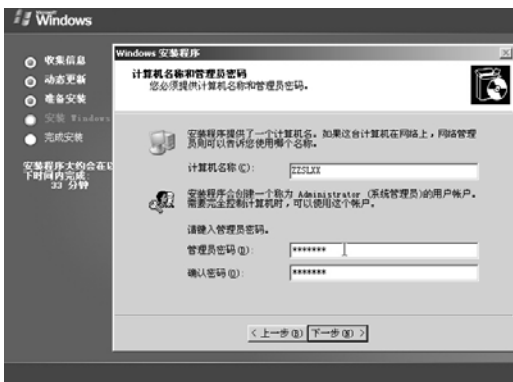 Windows
收集信息
动态更新
准备安装
安装 Windows
完成安装
安装程序大约会在以
下时间内完成:
33 分钟
Windows 安装程序
计算机名称和管理员密码
您必须提供计算机名称和管理员密码。
安装程序提供了一个计算机名。如果这台计算机在网络上，网络管理
员则可以告诉您使用哪个名称。
计算机名称(C): ZZSLXX
安装程序会创建一个称为 Administrator (系统管理员)的用户帐户。
需要完全控制计算机时，可以使用这个帐户。
请键入管理员密码。
管理员密码(D): *******
确认密码(O): *******
< 上一步(B) 下一步(N) >